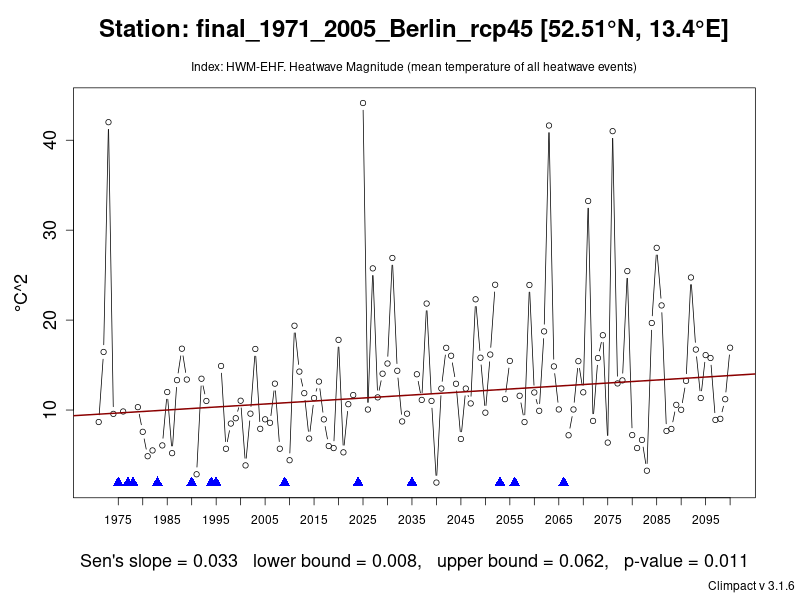 Station: final_1971_2005_Berlin_rcp45 [52.51°N, 13.4°E]
Index: HWM-EHF. Heatwave Magnitude (mean temperature of all heatwave events)
40
30
20
10
°C^2
1975 1985 1995 2005 2015 2025 2035 2045 2055 2065 2075 2085 2095
Sen's slope = 0.033 lower bound = 0.008, upper bound = 0.062, p-value = 0.011
Climpact v 3.1.6